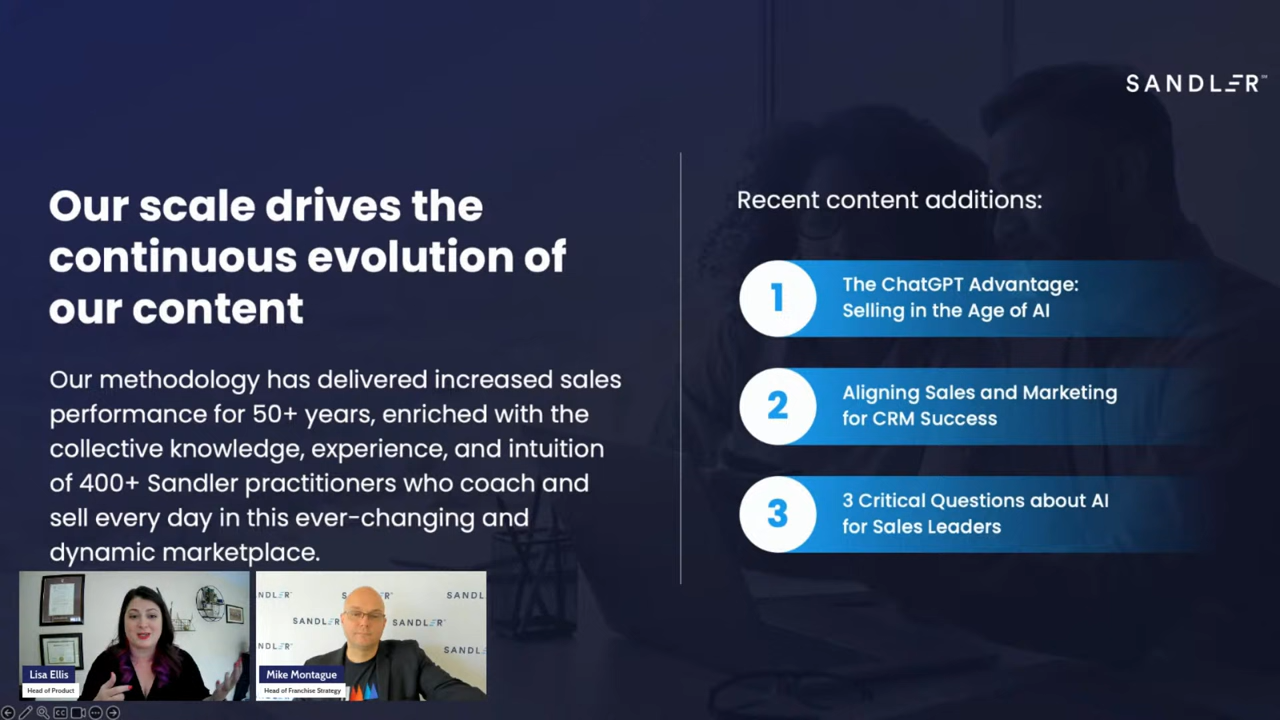 SANDLER
Our scale drives the
continuous evolution of
our content
Our methodology has delivered increased sales
performance for 50+ years, enriched with the
collective knowledge, experience, and intuition
of 400+ Sandler practitioners who coach and
sell every day in this ever-changing and
dynamic marketplace.
Recent content additions:
1
The ChatGPT Advantage:
Selling in the Age of AI
2
Aligning Sales and Marketing
for CRM Success
3
3 Critical Questions about AI
for Sales Leaders
Lisa Ellis
Head of Product
SANDLER
SANDLER
Mike Montague
Head of Franchise Strategy
CC